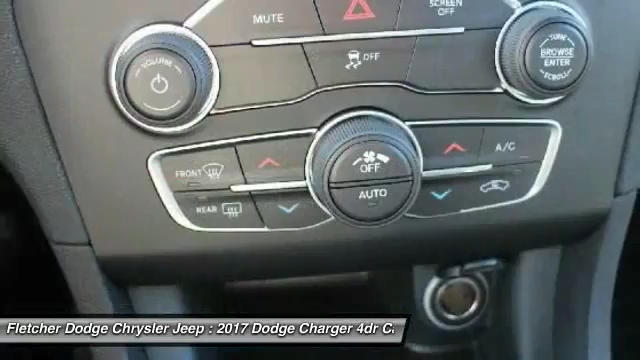 MUTE
SCREEN
OFF
VOLUME
OFF
TUNE
BROWSE
ENTER
SCROLL
FRONT
OFF
A/C
REAR
AUTO
Fletcher Dodge Chrysler Jeep : 2017 Dodge Charger 4dr C